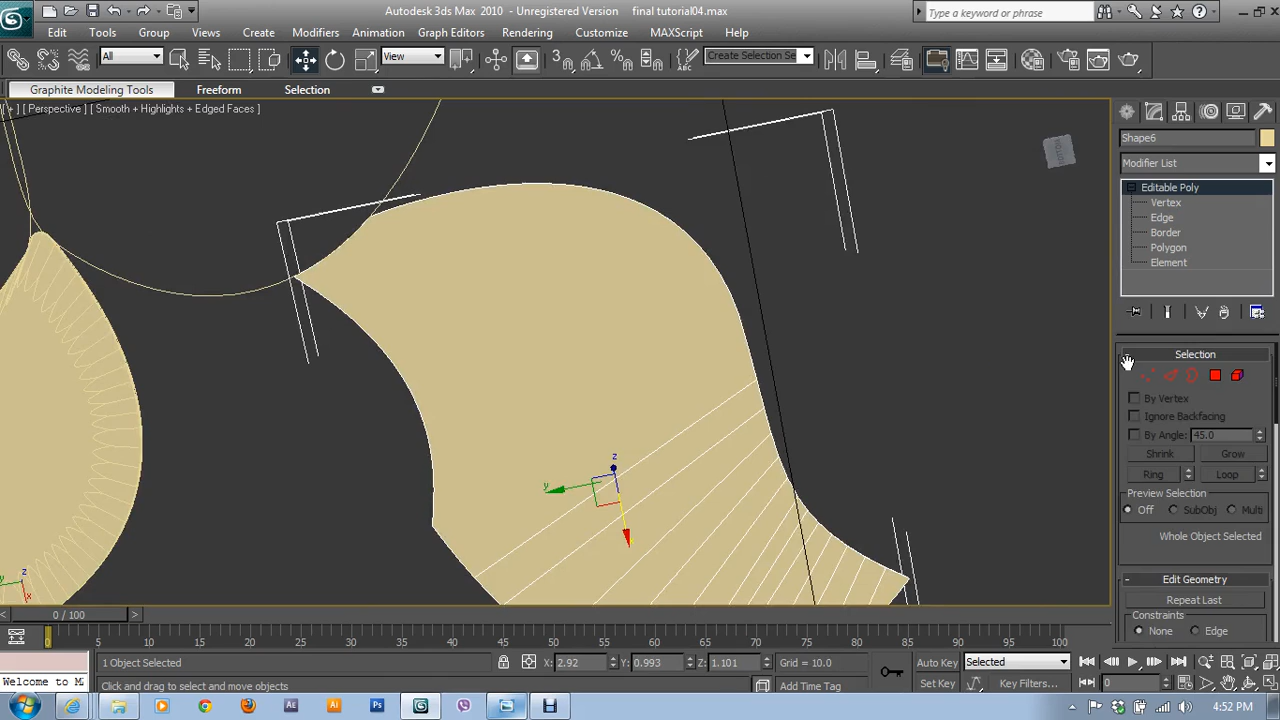 Autodesk 3ds Max 2010 - Unregistered Version final tutorial04.max
Type a keyword or phrase
Edit Tools Group Views Create Modifiers Animation Graph Editors Rendering Customize MAXScript Help
All View Create Selection Se
Graphite Modeling Tools Freeform Selection
[ + ] [ Perspective ] [ Smooth + Highlights + Edged Faces ]
Shape6
Modifier List
Editable Poly
Vertex
Edge
Border
Polygon
Element
Selection
By Vertex
Ignore Backfacing
By Angle: 45.0
Shrink Grow
Ring Loop
Preview Selection
Off SubObj Multi
Whole Object Selected
Edit Geometry
Repeat Last
Constraints
None Edge
z
y
z
y
x
0 / 100
0 5 10 15 20 25 30 35 40 45 50 55 60 65 70 75 80 85 90 95 100
1 Object Selected X: 2.92 Y: 0.993 Z: 1.101 Grid = 10.0 Auto Key Selected
Welcome to M Click and drag to select and move objects Add Time Tag Set Key Key Filters... 0
4:52 PM